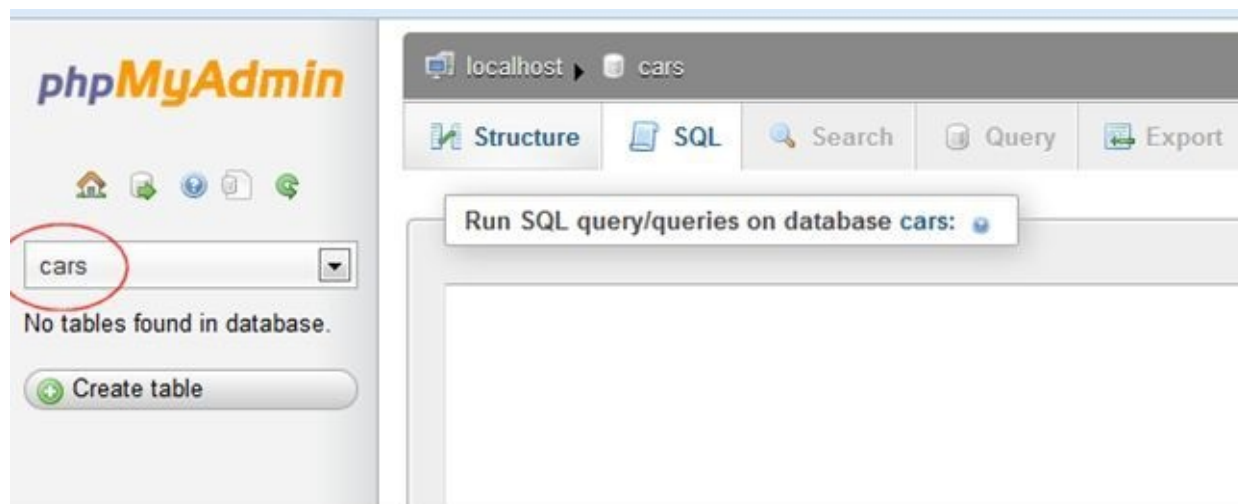 phpMyAdmin
cars
No tables found in database.
Create table
localhost cars
Structure SQL Search Query Export
Run SQL query/queries on database cars: